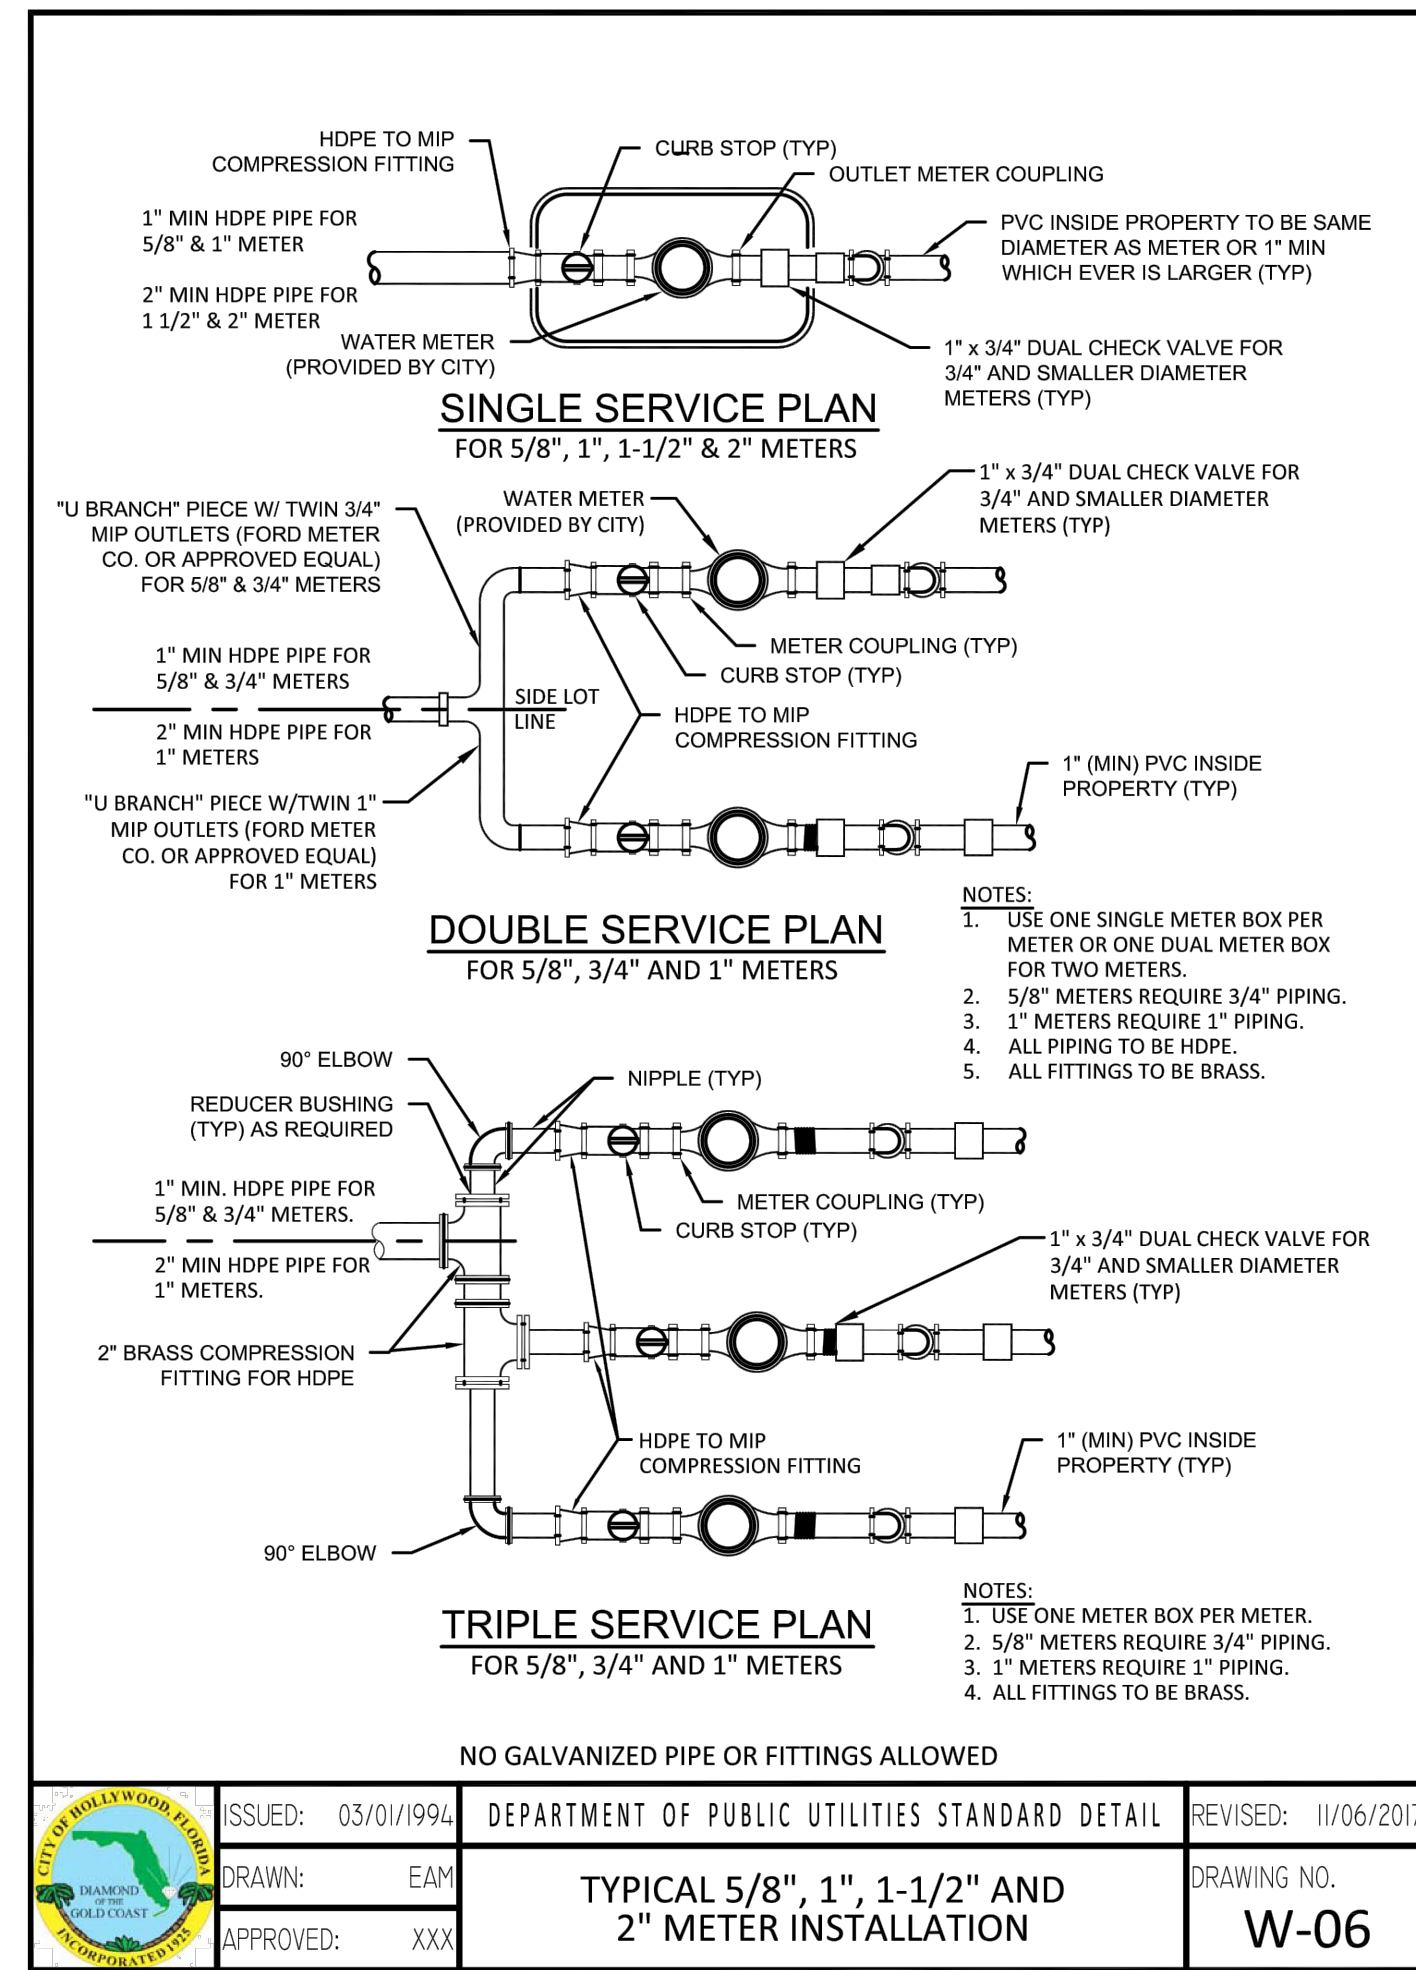 HDPE TO MIP
COMPRESSION FITTING
CURB STOP (TYP)
OUTLET METER COUPLING
1" MIN HDPE PIPE FOR
5/8" & 1" METER
PVC INSIDE PROPERTY TO BE SAME
DIAMETER AS METER OR 1" MIN
WHICH EVER IS LARGER (TYP)
2" MIN HDPE PIPE FOR
1 1/2" & 2" METER
WATER METER
(PROVIDED BY CITY)
1" x 3/4" DUAL CHECK VALVE FOR
3/4" AND SMALLER DIAMETER
METERS (TYP)
SINGLE SERVICE PLAN
FOR 5/8", 1", 1-1/2" & 2" METERS
"U BRANCH" PIECE W/ TWIN 3/4"
MIP OUTLETS (FORD METER
CO. OR APPROVED EQUAL)
FOR 5/8" & 3/4" METERS
WATER METER
(PROVIDED BY CITY)
1" x 3/4" DUAL CHECK VALVE FOR
3/4" AND SMALLER DIAMETER
METERS (TYP)
METER COUPLING (TYP)
CURB STOP (TYP)
1" MIN HDPE PIPE FOR
5/8" & 3/4" METERS
SIDE LOT
LINE
2" MIN HDPE PIPE FOR
1" METERS
HDPE TO MIP
COMPRESSION FITTING
1" (MIN) PVC INSIDE
PROPERTY (TYP)
"U BRANCH" PIECE W/TWIN 1"
MIP OUTLETS (FORD METER
CO. OR APPROVED EQUAL)
FOR 1" METERS
DOUBLE SERVICE PLAN
FOR 5/8", 3/4" AND 1" METERS
NOTES:
1. USE ONE SINGLE METER BOX PER
METER OR ONE DUAL METER BOX
FOR TWO METERS.
2. 5/8" METERS REQUIRE 3/4" PIPING.
3. 1" METERS REQUIRE 1" PIPING.
4. ALL PIPING TO BE HDPE.
5. ALL FITTINGS TO BE BRASS.
90° ELBOW
NIPPLE (TYP)
REDUCER BUSHING
(TYP) AS REQUIRED
1" MIN. HDPE PIPE FOR
5/8" & 3/4" METERS.
METER COUPLING (TYP)
CURB STOP (TYP)
2" MIN HDPE PIPE FOR
1" METERS.
1" x 3/4" DUAL CHECK VALVE FOR
3/4" AND SMALLER DIAMETER
METERS (TYP)
2" BRASS COMPRESSION
FITTING FOR HDPE
HDPE TO MIP
COMPRESSION FITTING
1" (MIN) PVC INSIDE
PROPERTY (TYP)
90° ELBOW
TRIPLE SERVICE PLAN
FOR 5/8", 3/4" AND 1" METERS
NOTES:
1. USE ONE METER BOX PER METER.
2. 5/8" METERS REQUIRE 3/4" PIPING.
3. 1" METERS REQUIRE 1" PIPING.
4. ALL FITTINGS TO BE BRASS.
NO GALVANIZED PIPE OR FITTINGS ALLOWED
CITY OF HOLLYWOOD, FLORIDA
DIAMOND
OF THE
GOLD COAST
INCORPORATED 1925
ISSUED: 03/01/1994
DRAWN: EAM
APPROVED: XXX
DEPARTMENT OF PUBLIC UTILITIES STANDARD DETAIL
TYPICAL 5/8", 1", 1-1/2" AND
2" METER INSTALLATION
REVISED: 11/06/2017
DRAWING NO.
W-06